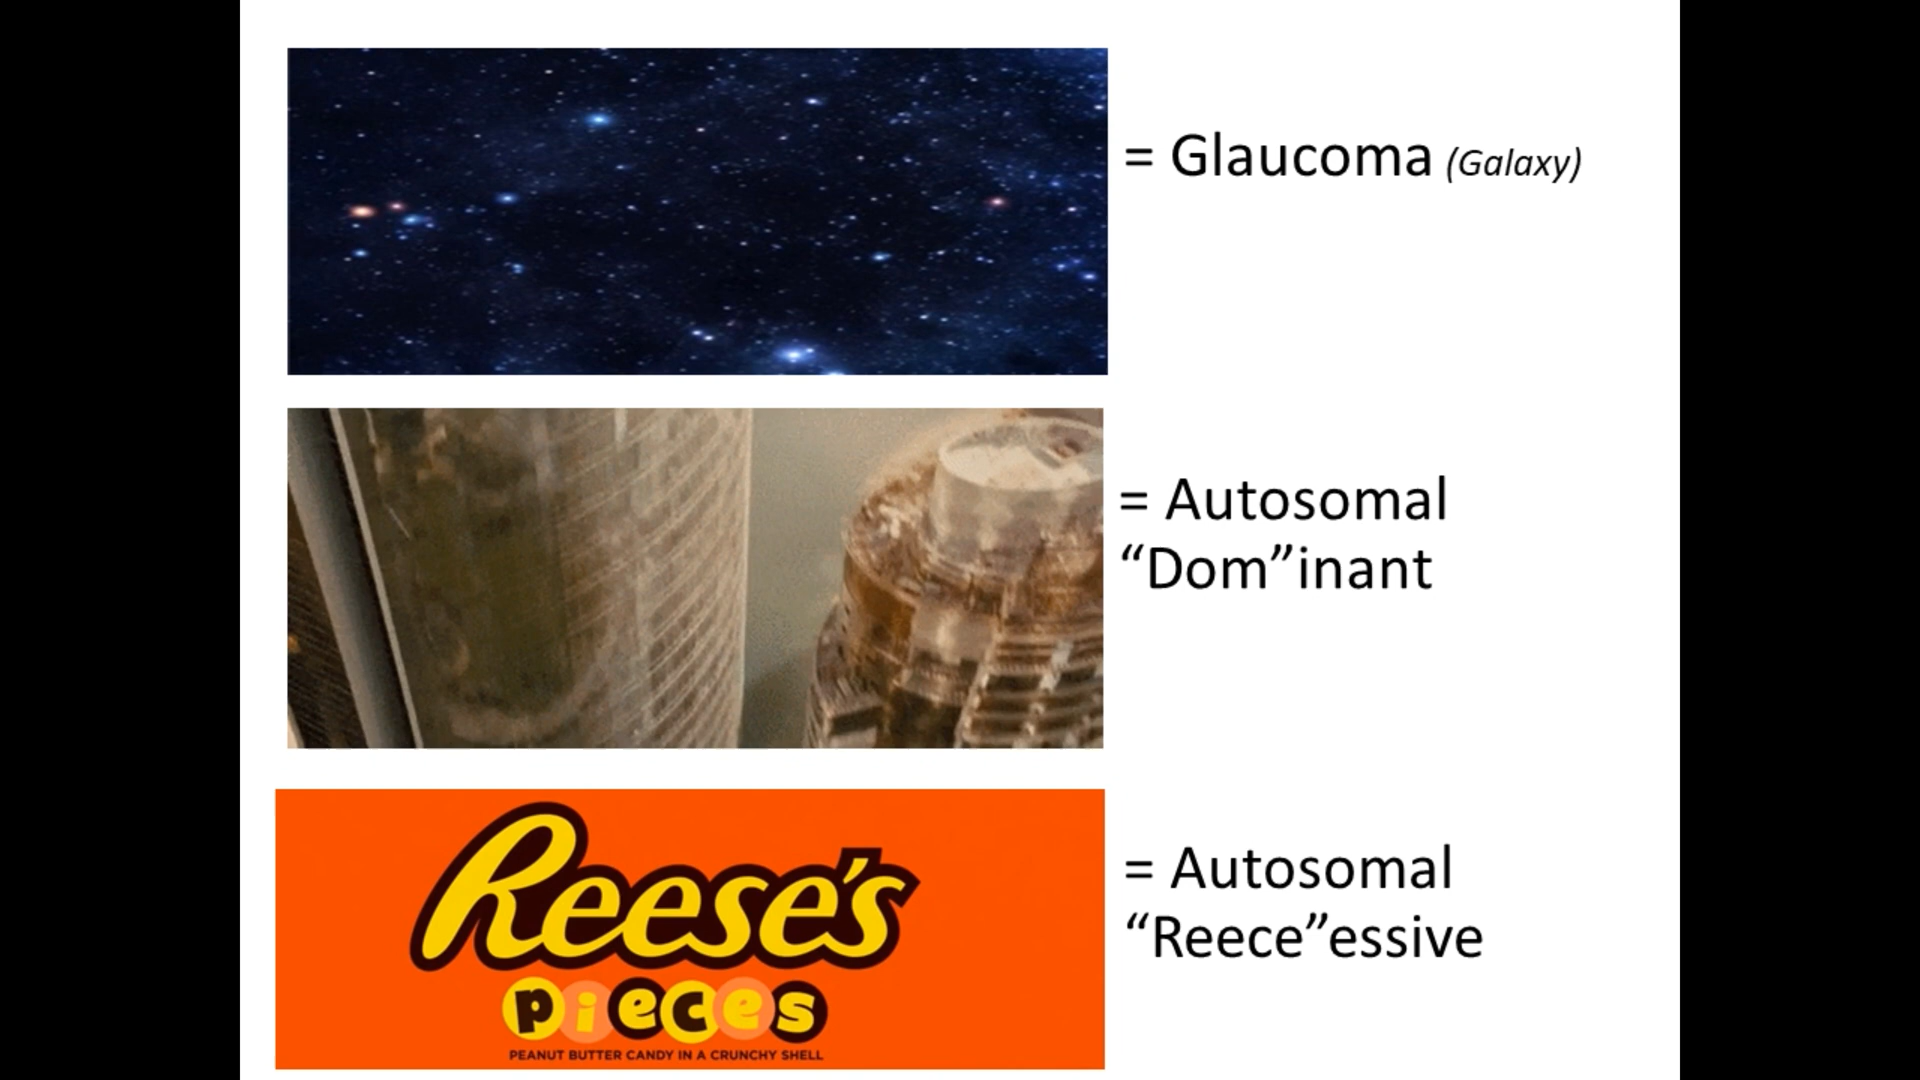 = Glaucoma (Galaxy)
= Autosomal
“Dom”inant
Reese's
pieces
PEANUT BUTTER CANDY IN A CRUNCHY SHELL
= Autosomal
“Reece”essive